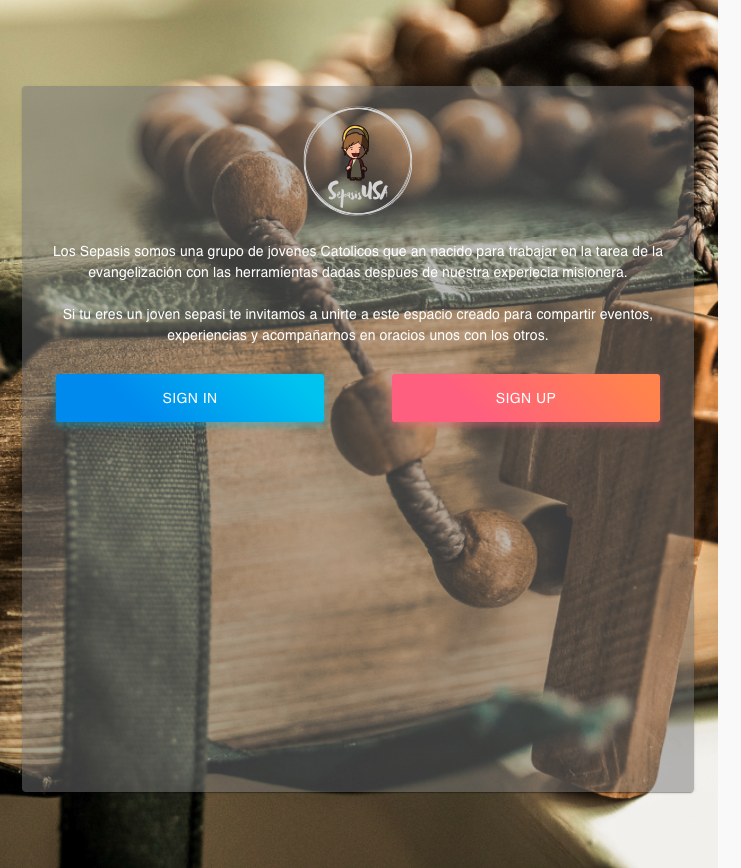 SepasisUSA
Los Sepasis somos una grupo de jovenes Catolicos que an nacido para trabajar en la tarea de la
evangelización con las herramientas dadas despues de nuestra experiecia misionera.
Si tu eres un joven sepasi te invitamos a unirte a este espacio creado para compartir eventos,
experiencias y acompañarnos en oracios unos con los otros.
SIGN IN
SIGN UP